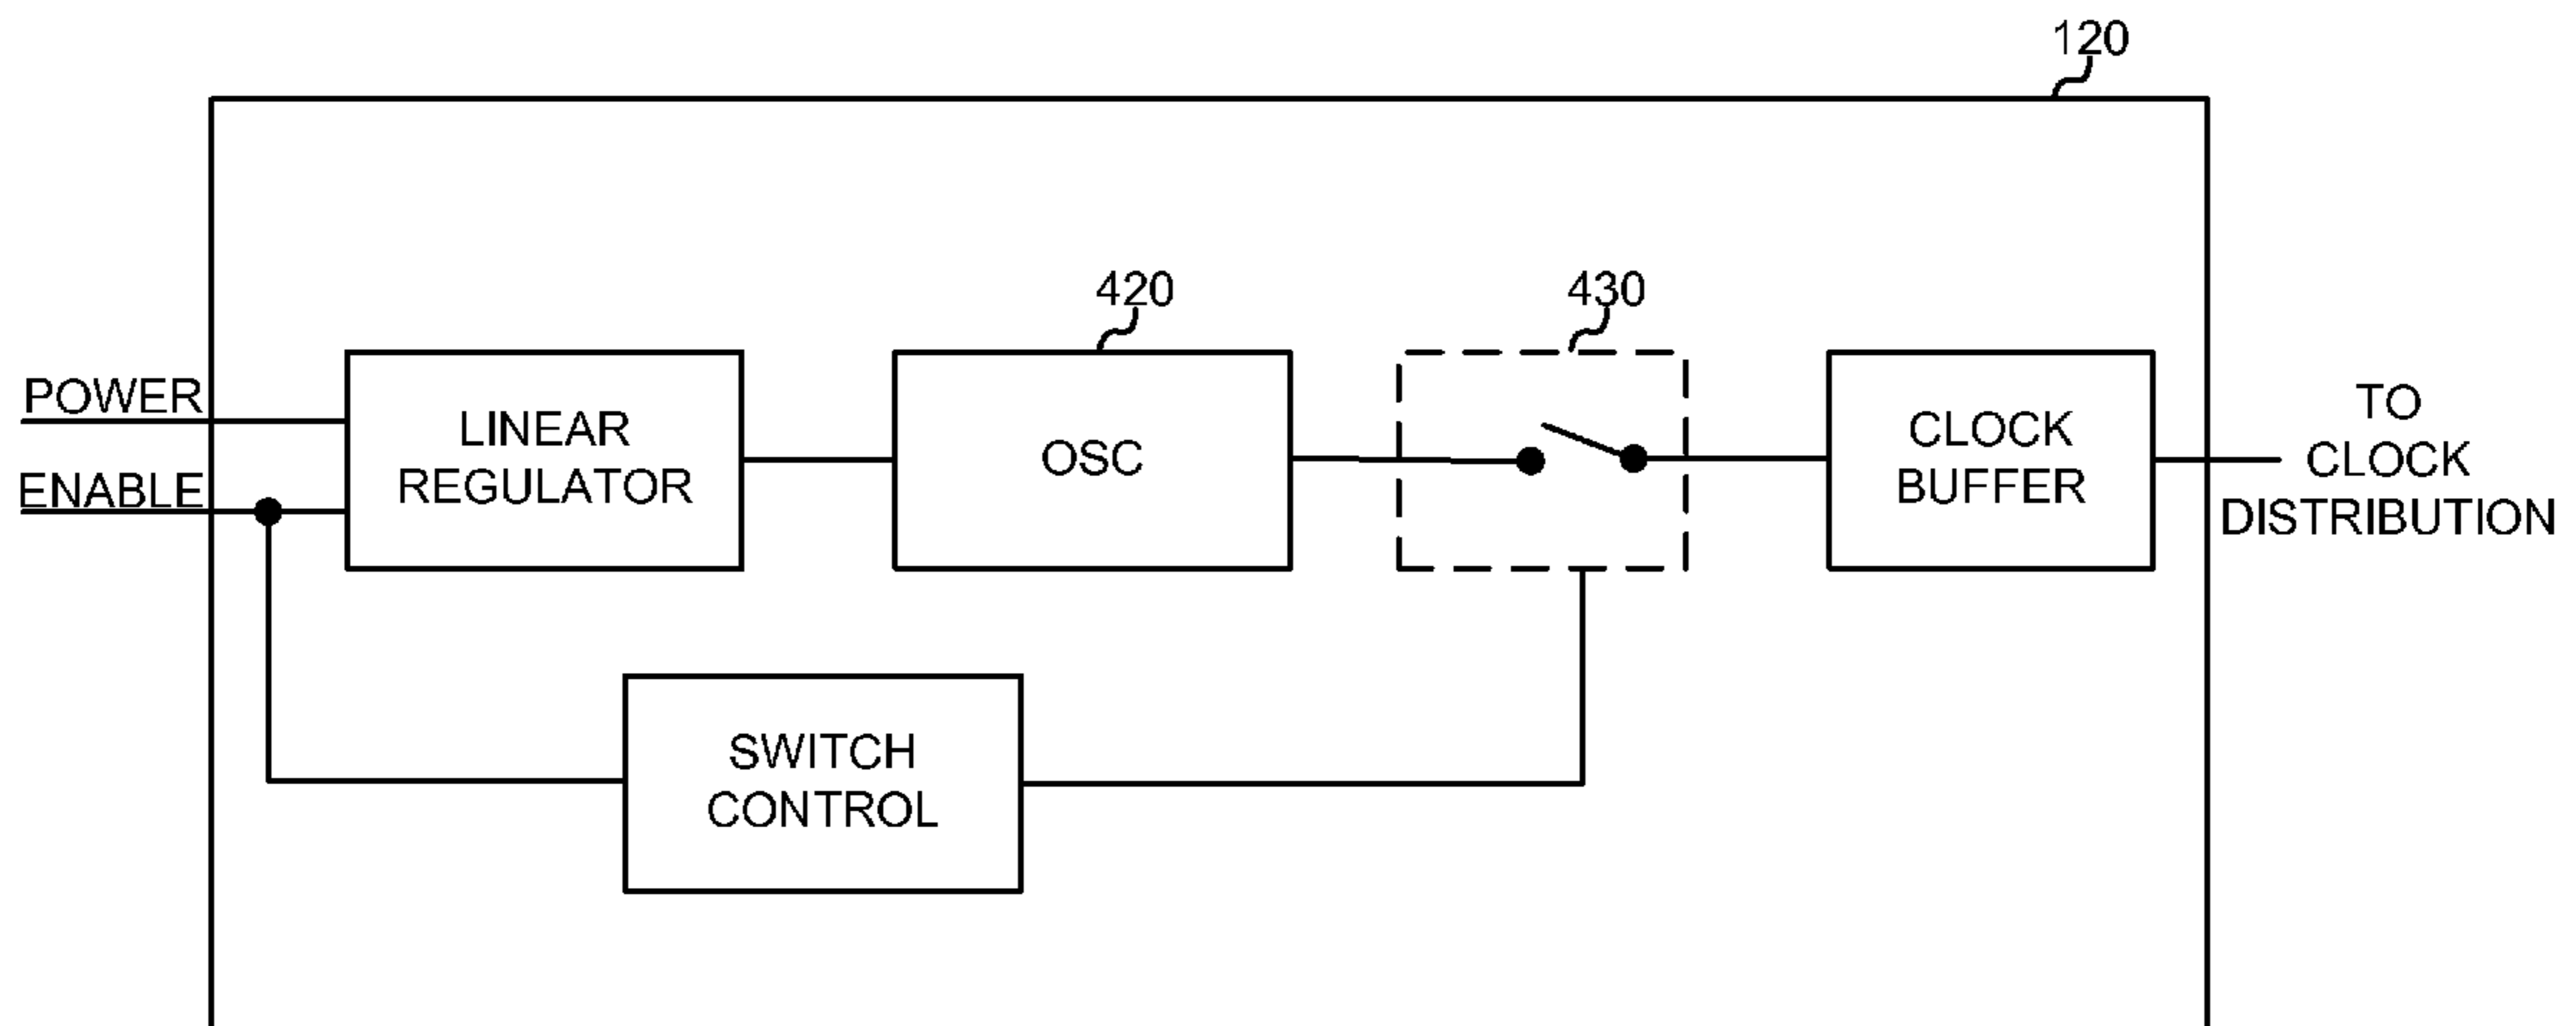 120
420
430
POWER
ENABLE
LINEAR
REGULATOR
OSC
CLOCK
BUFFER
TO
CLOCK
DISTRIBUTION
SWITCH
CONTROL